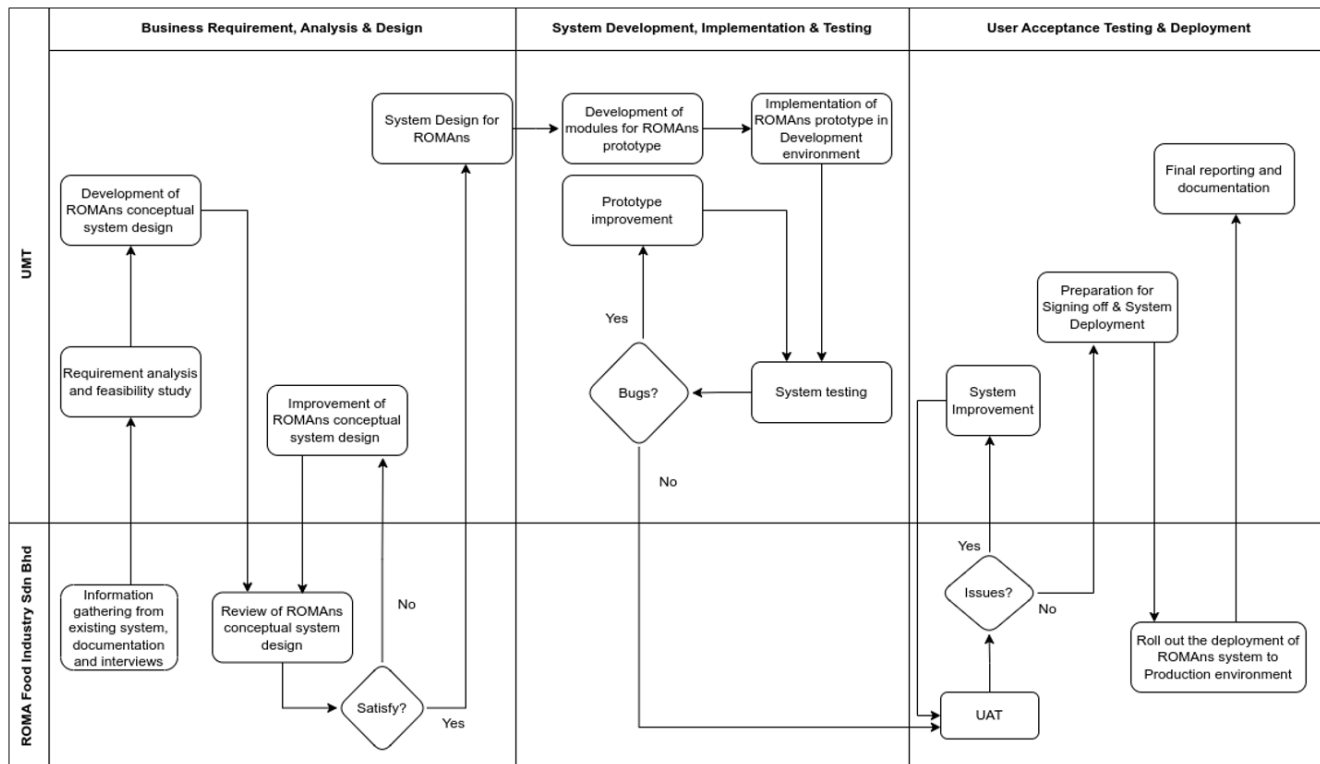 Business Requirement, Analysis & Design
System Development, Implementation & Testing
User Acceptance Testing & Deployment
UMT
System Design for
ROMAns
Development of
ROMAns conceptual
system design
Requirement analysis
and feasibility study
Improvement of
ROMAns conceptual
system design
Development of
modules for ROMAns
prototype
Implementation of
ROMAns prototype in
Development
environment
Prototype
improvement
Yes
Bugs?
System testing
No
Final reporting and
documentation
Preparation for
Signing off & System
Deployment
System
Improvement
ROMA Food Industry Sdn Bhd
Information
gathering from
existing system,
documentation
and interviews
Review of ROMAns
conceptual system
design
No
Satisfy?
Yes
Yes
Issues?
No
UAT
Roll out the deployment of
ROMAns system to
Production environment